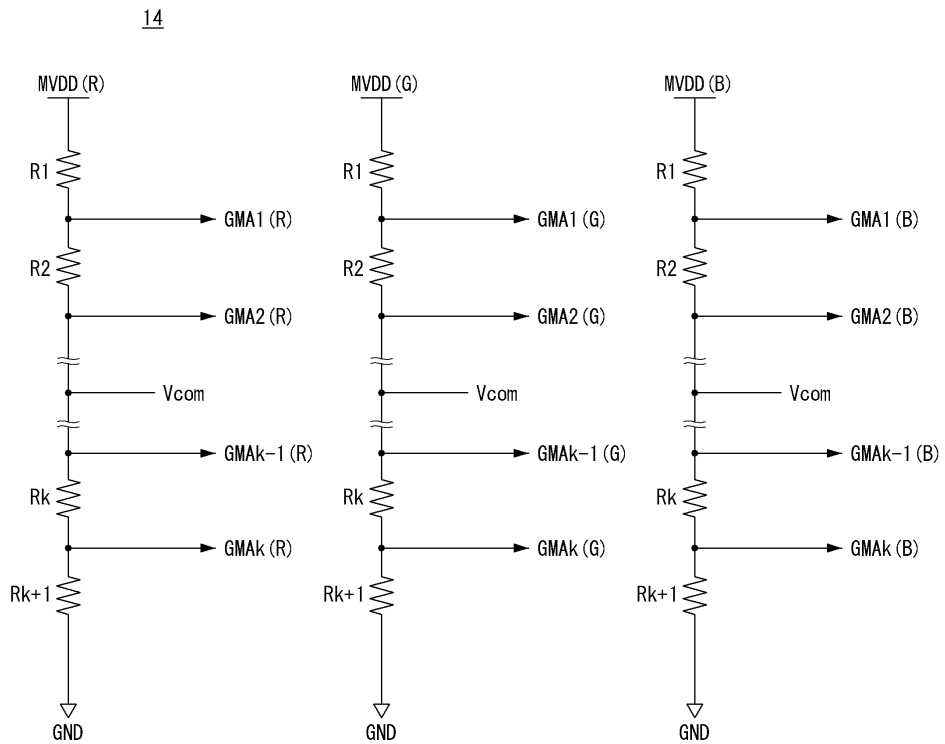 14
MVDD(R) MVDD(G) MVDD(B)
R1 R1 R1
GMA1(R) GMA1(G) GMA1(B)
R2 R2 R2
GMA2(R) GMA2(G) GMA2(B)
Vcom Vcom Vcom
GMAk-1(R) GMAk-1(G) GMAk-1(B)
Rk Rk Rk
GMAk(R) GMAk(G) GMAk(B)
Rk+1 Rk+1 Rk+1
GND GND GND